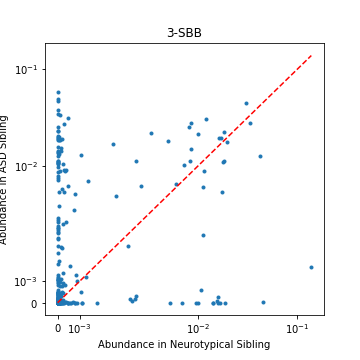 3-SBB
Abundance in ASD Sibling
10⁻¹
10⁻²
10⁻³
0
0 10⁻³ 10⁻² 10⁻¹
Abundance in Neurotypical Sibling